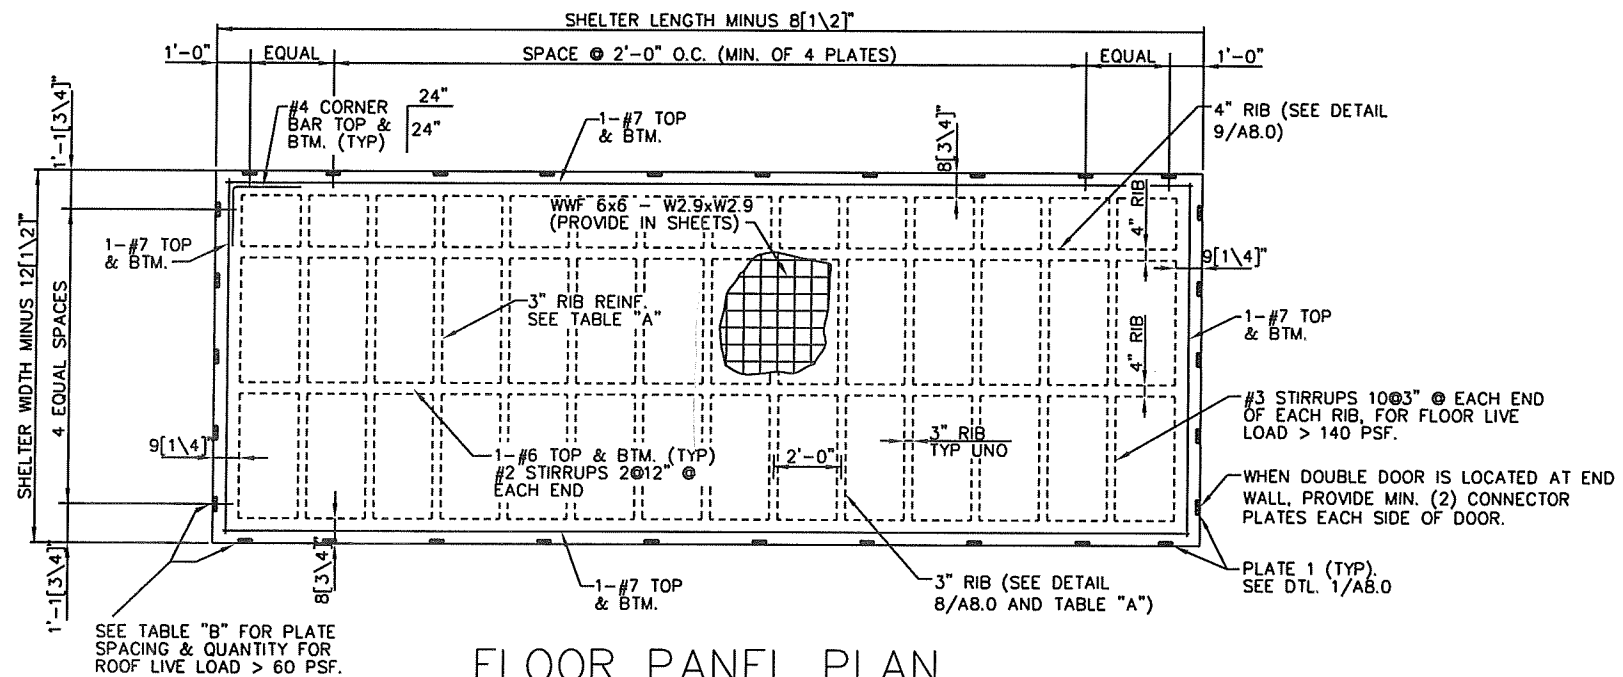 SHELTER LENGTH MINUS 8[1\2]"
1'-0"
EQUAL
SPACE @ 2'-0" O.C. (MIN. OF 4 PLATES)
EQUAL
1'-0"
1'-1[3\4]"
#4 CORNER
BAR TOP &
BTM. (TYP)
24"
24"
1-#7 TOP
& BTM.
8[3\4]"
4" RIB (SEE DETAIL
9/A8.0)
WWF 6x6 - W2.9xW2.9
(PROVIDE IN SHEETS)
4" RIB
1-#7 TOP
& BTM.
9[1\4]"
SHELTER WIDTH MINUS 12[1\2]"
4 EQUAL SPACES
3" RIB REINF.
SEE TABLE "A"
1-#7 TOP
& BTM.
4" RIB
#3 STIRRUPS 10@3" @ EACH END
OF EACH RIB, FOR FLOOR LIVE
LOAD > 140 PSF.
9[1\4]"
1-#6 TOP & BTM. (TYP)
#2 STIRRUPS 2@12" @
EACH END
2'-0"
3" RIB
TYP UNO
WHEN DOUBLE DOOR IS LOCATED AT END
WALL, PROVIDE MIN. (2) CONNECTOR
PLATES EACH SIDE OF DOOR.
1'-1[3\4]"
8[3\4]"
1-#7 TOP
& BTM.
3" RIB (SEE DETAIL
8/A8.0 AND TABLE "A")
PLATE 1 (TYP).
SEE DTL. 1/A8.0
SEE TABLE "B" FOR PLATE
SPACING & QUANTITY FOR
ROOF LIVE LOAD > 60 PSF.
FLOOR PANEL PLAN